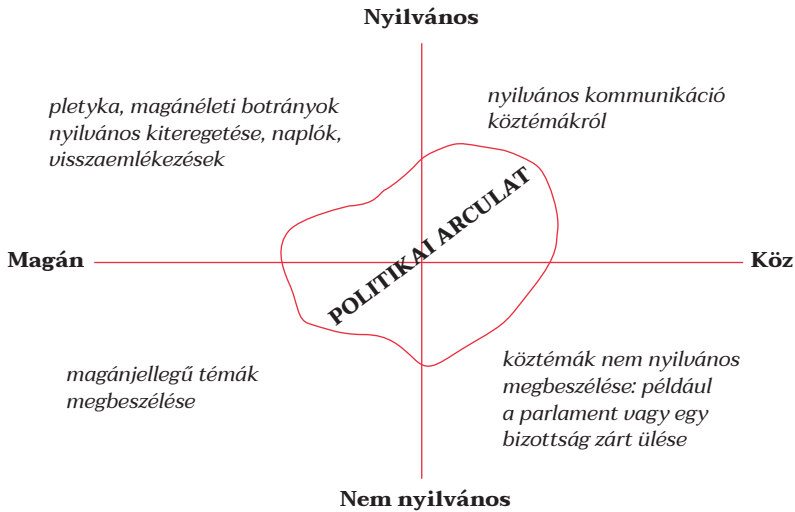 Nyilvános
pletyka, magánéleti botrányok
nyilvános kiteregetése, naplók,
visszaemlékezések
nyilvános kommunikáció
köztémákról
POLITIKAI ARCULAT
Magán
Köz
magánjellegű témák
megbeszélése
köztémák nem nyilvános
megbeszélése: például
a parlament vagy egy
bizottság zárt ülése
Nem nyilvános